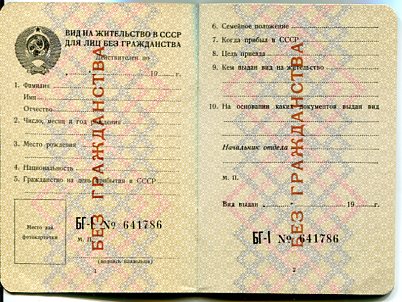 ВИД НА ЖИТЕЛЬСТВО В СССР
ДЛЯ ЛИЦ БЕЗ ГРАЖДАНСТВА
Действителен по
19 г.
1. Фамилия
Имя
Отчество
2. Число, месяц и год рождения
3. Место рождения
4. Национальность
5. Гражданство на день прибытия в СССР
Место для
фотокарточки
БГ-I № 641786
М. П.
(подпись владельца)
1
БЕЗ ГРАЖДАНСТВА
6. Семейное положение
7. Когда прибыл в СССР
8. Цель приезда
9. Кем выдан вид на жительство
10. На основании каких документов выдан вид
Начальник отдела
М. П.
Вид выдан 19 г.
БГ-I № 641786
2
БЕЗ ГРАЖДАНСТВА